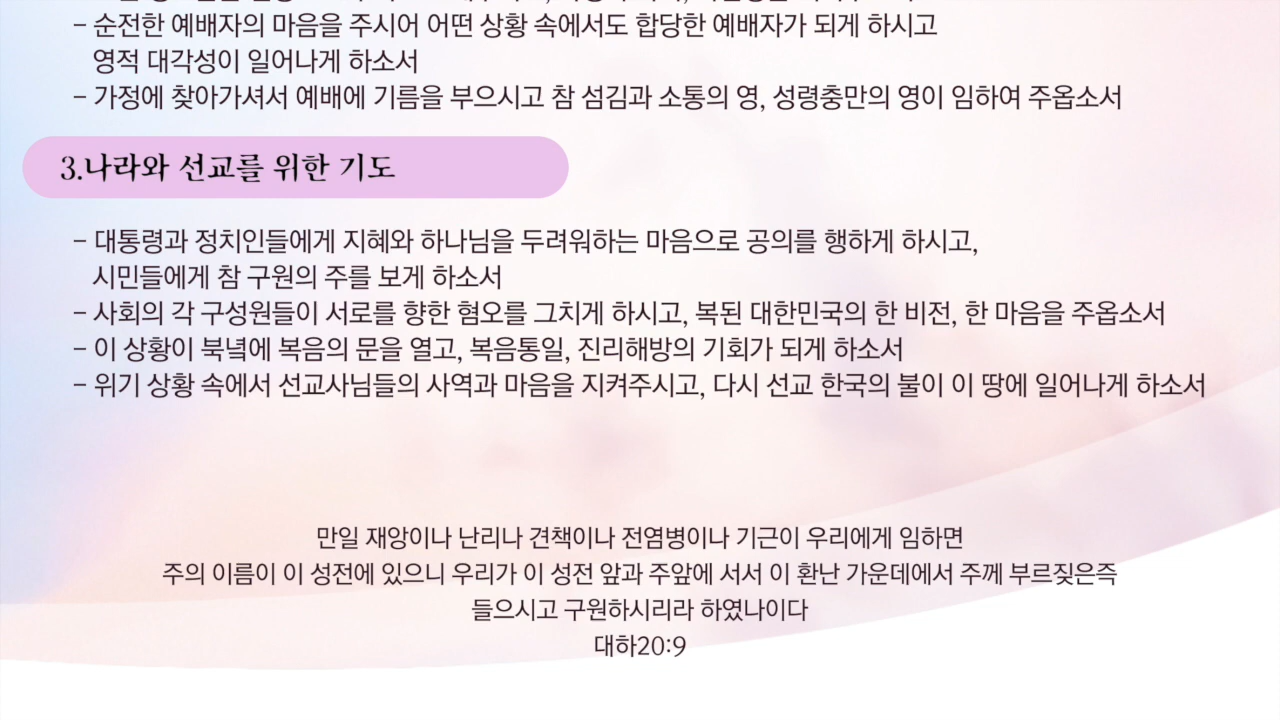 - 순전한 예배자의 마음을 주시어 어떤 상황 속에서도 합당한 예배자가 되게 하시고
영적 대각성이 일어나게 하소서
- 가정에 찾아가셔서 예배에 기름을 부으시고 참 섬김과 소통의 영, 성령충만의 영이 임하여 주옵소서
3.나라와 선교를 위한 기도
- 대통령과 정치인들에게 지혜와 하나님을 두려워하는 마음으로 공의를 행하게 하시고,
시민들에게 참 구원의 주를 보게 하소서
- 사회의 각 구성원들이 서로를 향한 혐오를 그치게 하시고, 복된 대한민국의 한 비전, 한 마음을 주옵소서
- 이 상황이 북녘에 복음의 문을 열고, 복음통일, 진리해방의 기회가 되게 하소서
- 위기 상황 속에서 선교사님들의 사역과 마음을 지켜주시고, 다시 선교 한국의 불이 이 땅에 일어나게 하소서
만일 재앙이나 난리나 견책이나 전염병이나 기근이 우리에게 임하면
주의 이름이 이 성전에 있으니 우리가 이 성전 앞과 주앞에 서서 이 환난 가운데에서 주께 부르짖은즉
들으시고 구원하시리라 하였나이다
대하20:9